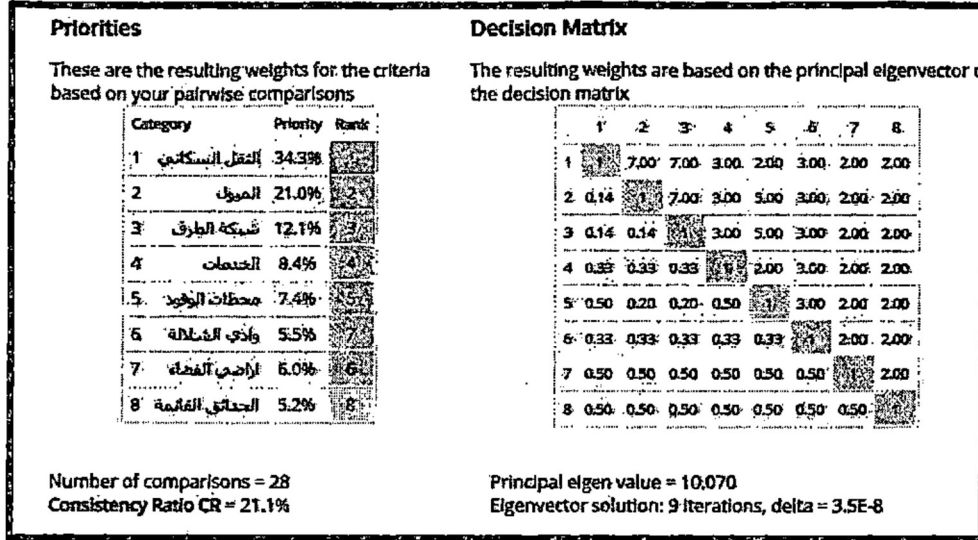 Priorities
These are the resulting weights for the criteria
based on your pairwise comparisons
Category Priority Rank
1 الثقل السكاني 34.3% 1
2 الميول 21.0% 2
3 شبكة الطرق 12.1% 3
4 الخدمات 8.4% 4
5 محطات الوقود 7.4% 5
6 وادي الشلالة 5.5% 7
7 اراضي الفضاء 6.0% 6
8 الحدائق القائمة 5.2% 8
Number of comparisons = 28
Consistency Ratio CR = 21.1%
Decision Matrix
The resulting weights are based on the principal eigenvector
the decision matrix
1 2 3 4 5 6 7 8
1 1 7.00 7.00 3.00 2.00 3.00 2.00 2.00
2 0.14 1 7.00 3.00 5.00 3.00 2.00 2.00
3 0.14 0.14 1 3.00 5.00 3.00 2.00 2.00
4 0.33 0.33 0.33 1 2.00 3.00 2.00 2.00
5 0.50 0.20 0.20 0.50 1 3.00 2.00 2.00
6 0.33 0.33 0.33 0.33 0.33 1 2.00 2.00
7 0.50 0.50 0.50 0.50 0.50 0.50 1 2.00
8 0.50 0.50 0.50 0.50 0.50 0.50 0.50 1
Principal eigen value = 10,070
Eigenvector solution: 9 iterations, delta = 3.5E-8